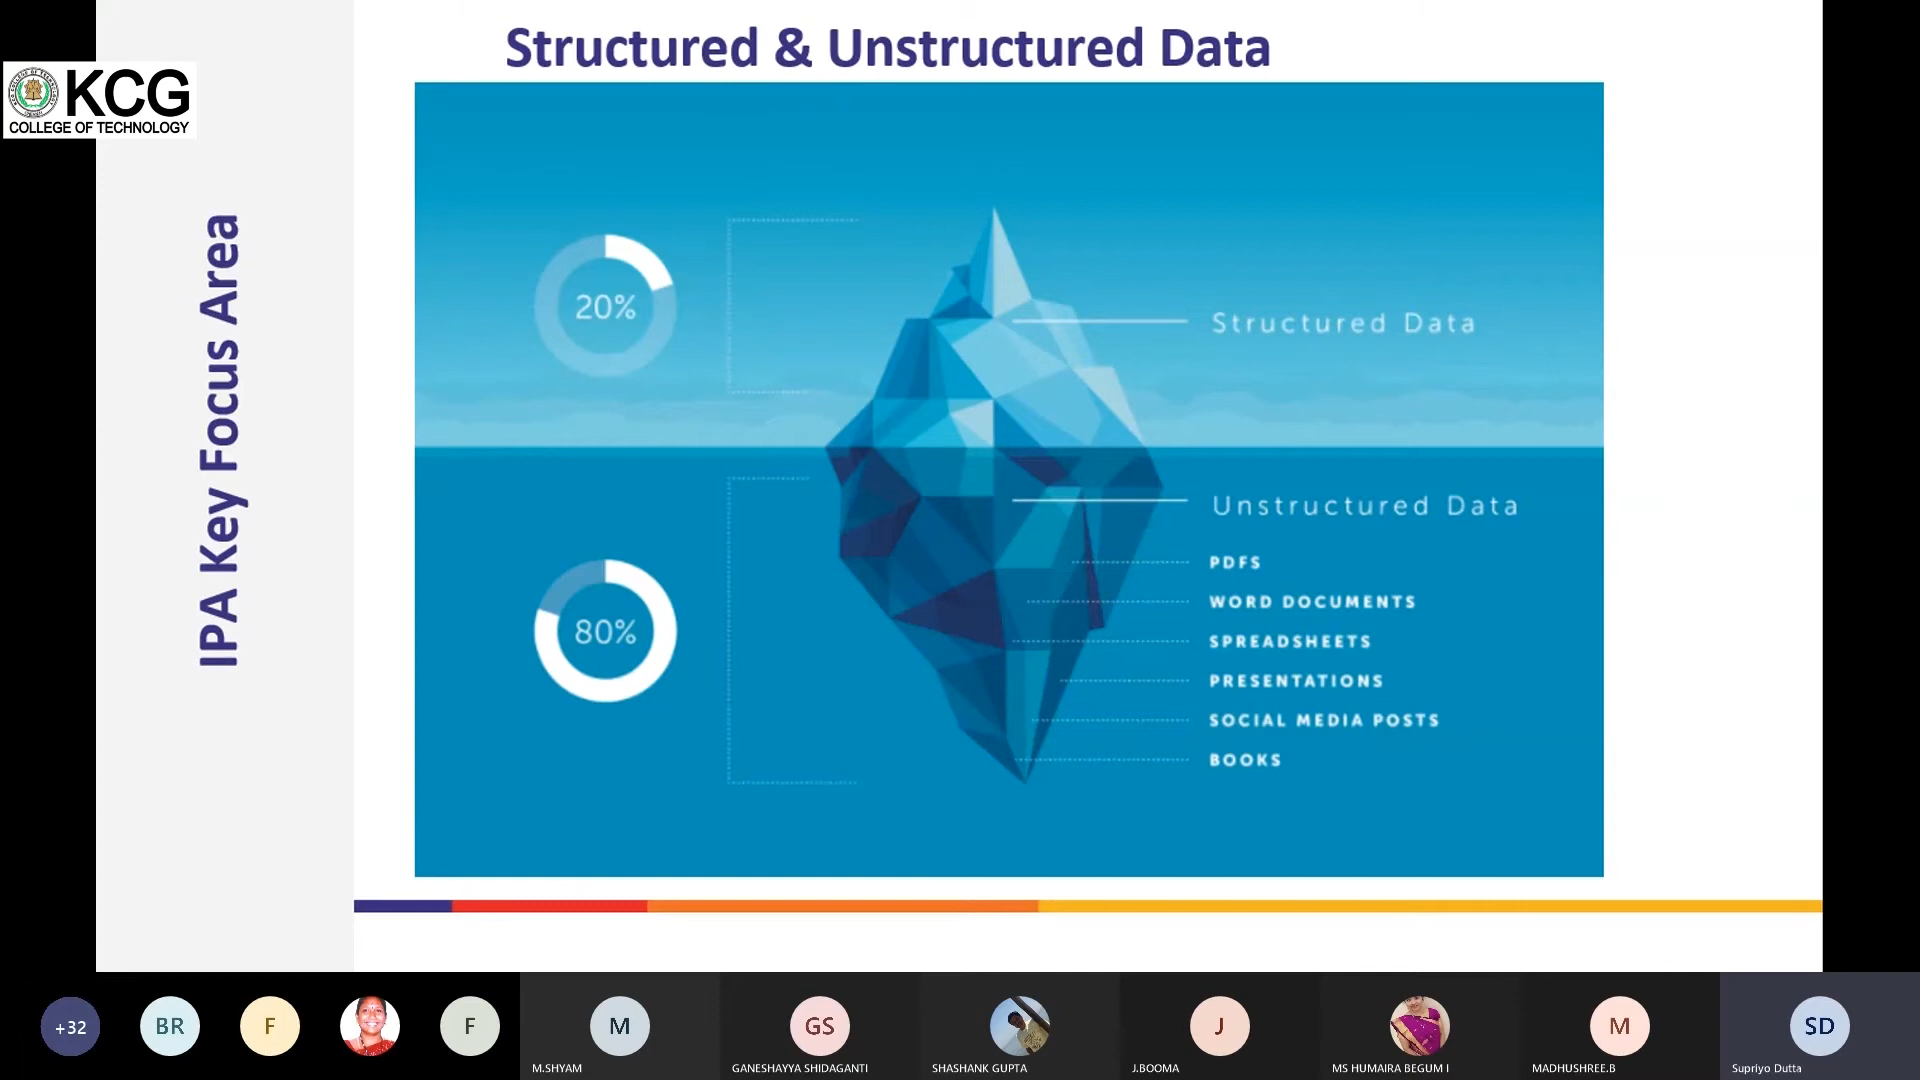 Structured & Unstructured Data
KCG
COLLEGE OF TECHNOLOGY
IPA Key Focus Area
20%
Structured Data
Unstructured Data
80%
PDFS
WORD DOCUMENTS
SPREADSHEETS
PRESENTATIONS
SOCIAL MEDIA POSTS
BOOKS
+32
BR
F
F
M
GS
J
M
SD
M.SHYAM
GANESHAYYA SHIDAGANTI
SHASHANK GUPTA
J.BOOMA
MS HUMAIRA BEGUM I
MADHUSHREE.B
Supriyo Dutta